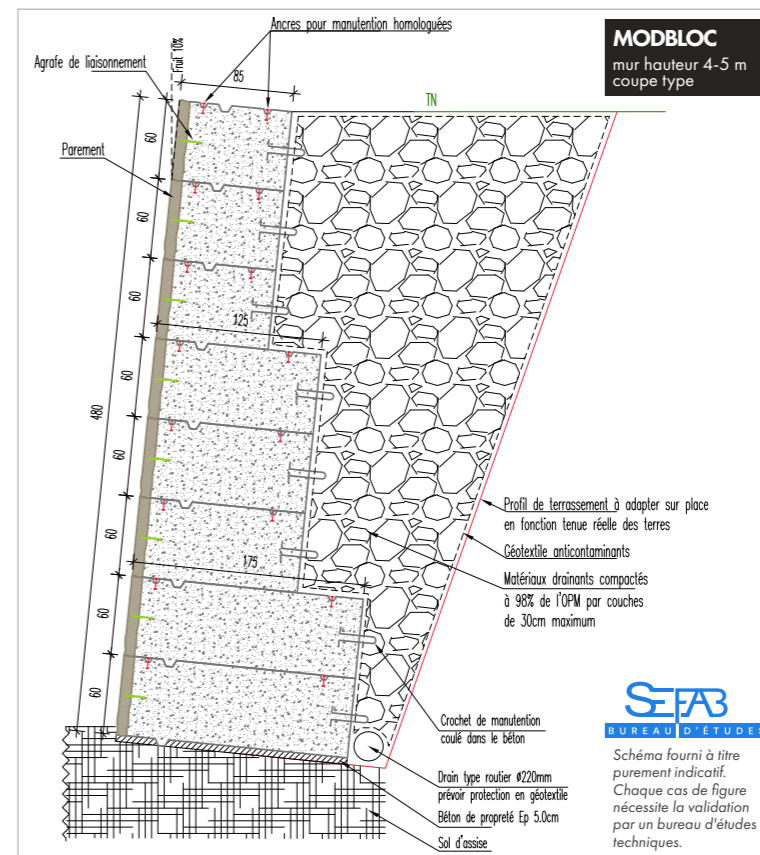 Ancres pour manutention homologuées
MODBLOC
mur hauteur 4-5 m
coupe type
Agrafe de liaisonnement
fruit 10%
85
TN
Parement
60
60
60
125
60
480
60
60
175
60
60
Profil de terrassement à adapter sur place
en fonction tenue réelle des terres
Géotextile anticontaminants
Matériaux drainants compactés
à 98% de l'OPM par couches
de 30cm maximum
Crochet de manutention
coulé dans le béton
Drain type routier Ø220mm
prévoir protection en géotextile
Béton de propreté Ep 5.0cm
Sol d'assise
SEFAB
BUREAU D'ÉTUDES
Schéma fourni à titre
purement indicatif.
Chaque cas de figure
nécessite la validation
par un bureau d'études
techniques.